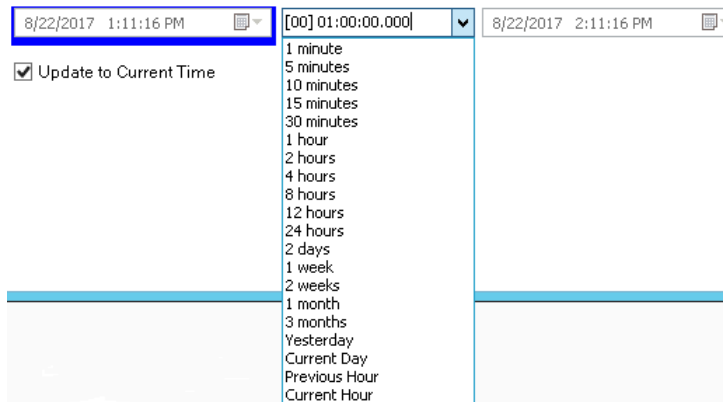 8/22/2017 1:11:16 PM
[00] 01:00:00.000
8/22/2017 2:11:16 PM
Update to Current Time
1 minute
5 minutes
10 minutes
15 minutes
30 minutes
1 hour
2 hours
4 hours
8 hours
12 hours
24 hours
2 days
1 week
2 weeks
1 month
3 months
Yesterday
Current Day
Previous Hour
Current Hour